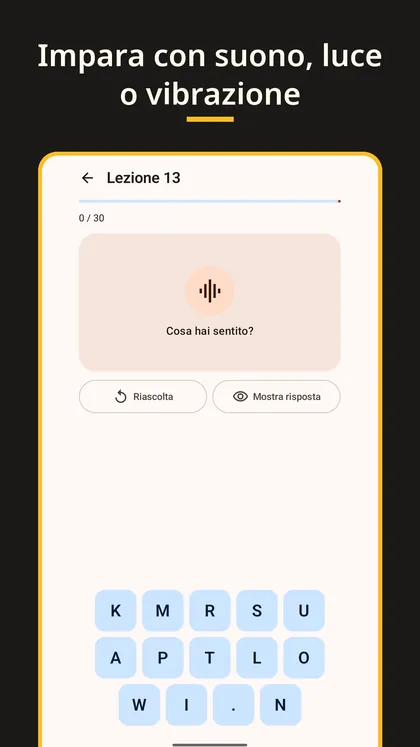 Impara con suono, luce
o vibrazione
Lezione 13
0 / 30
Cosa hai sentito?
Riascolta
Mostra risposta
K M R S U
A P T L O
W I . N